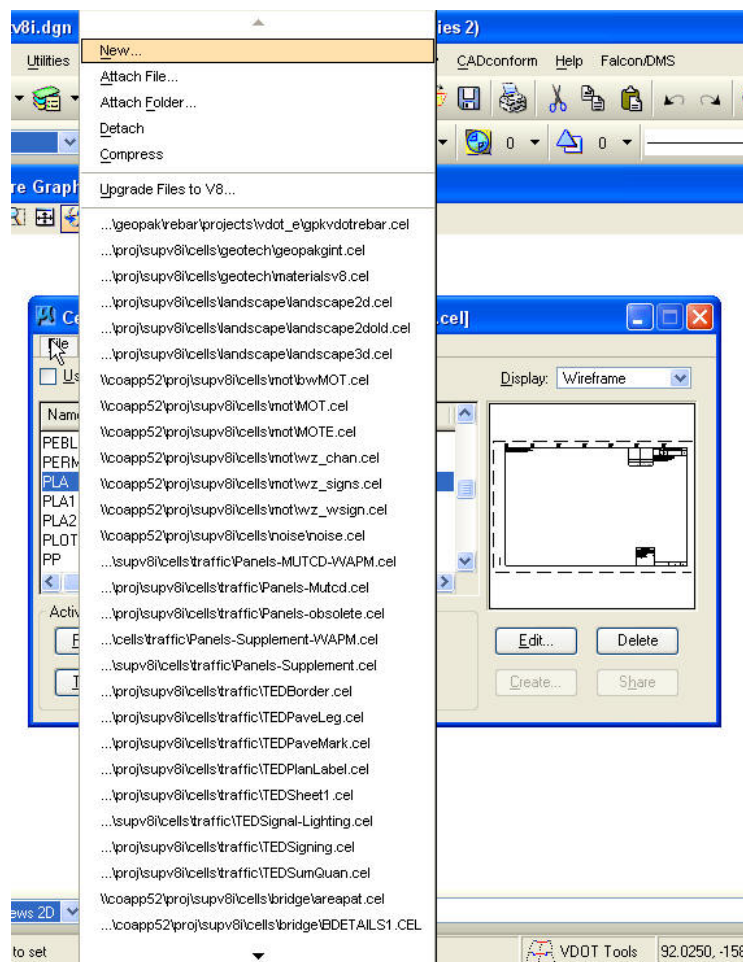 v8i.dgn
ies 2)
Utilities
CADconform Help Falcon/DMS
0 0
re Graph
New...
Attach File...
Attach Folder...
Detach
Compress
Upgrade Files to V8...
...\geopak\rebar\projects\vdot_e\gpkvdotrebar.cel
...\proj\supv8i\cells\geotech\geopakgint.cel
...\proj\supv8i\cells\geotech\materialsv8.cel
...\proj\supv8i\cells\landscape\landscape2d.cel
...\proj\supv8i\cells\landscape\landscape2dold.cel
...\proj\supv8i\cells\landscape\landscape3d.cel
\\coapp52\proj\supv8i\cells\mot\bwMOT.cel
\\coapp52\proj\supv8i\cells\mot\MOT.cel
\\coapp52\proj\supv8i\cells\mot\MOTE.cel
\\coapp52\proj\supv8i\cells\mot\wz_chan.cel
\\coapp52\proj\supv8i\cells\mot\wz_signs.cel
\\coapp52\proj\supv8i\cells\mot\wz_wsign.cel
\\coapp52\proj\supv8i\cells\noise\noise.cel
...\supv8i\cells\traffic\Panels-MUTCD-WAPM.cel
...\proj\supv8i\cells\traffic\Panels-Mutcd.cel
...\proj\supv8i\cells\traffic\Panels-obsolete.cel
...\cells\traffic\Panels-Supplement-WAPM.cel
...\supv8i\cells\traffic\Panels-Supplement.cel
...\proj\supv8i\cells\traffic\TEDBorder.cel
...\proj\supv8i\cells\traffic\TEDPaveLeg.cel
...\proj\supv8i\cells\traffic\TEDPaveMark.cel
...\proj\supv8i\cells\traffic\TEDPlanLabel.cel
...\proj\supv8i\cells\traffic\TEDSheet1.cel
...\supv8i\cells\traffic\TEDSignal-Lighting.cel
...\proj\supv8i\cells\traffic\TEDSigning.cel
...\proj\supv8i\cells\traffic\TEDSumQuan.cel
\\coapp52\proj\supv8i\cells\bridge\areapat.cel
...\coapp52\proj\supv8i\cells\bridge\BDETAILS1.CEL
Ce
.cel]
File
Us
Display: Wireframe
Nam
PEBL
PERM
PLA
PLA1
PLA2
PLOT
PP
Activ
Edit... Delete
Create... Share
ews 2D
to set
VDOT Tools 92.0250, -158